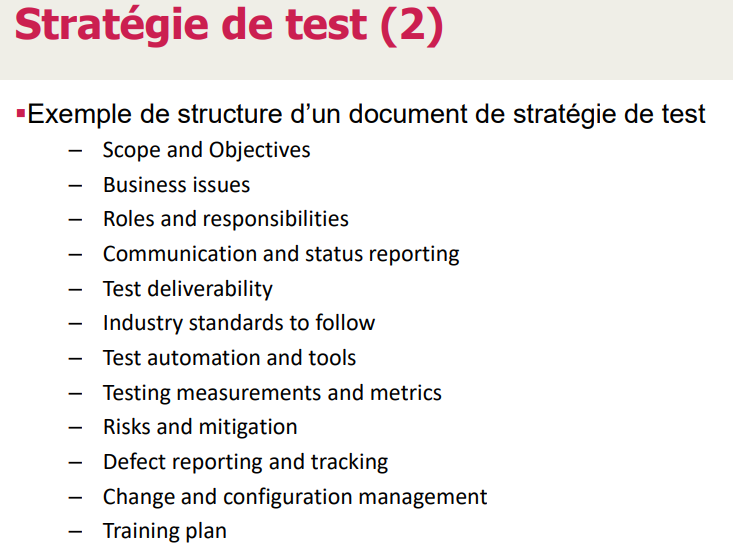 Stratégie de test (2)
▪Exemple de structure d’un document de stratégie de test
– Scope and Objectives
– Business issues
– Roles and responsibilities
– Communication and status reporting
– Test deliverability
– Industry standards to follow
– Test automation and tools
– Testing measurements and metrics
– Risks and mitigation
– Defect reporting and tracking
– Change and configuration management
– Training plan